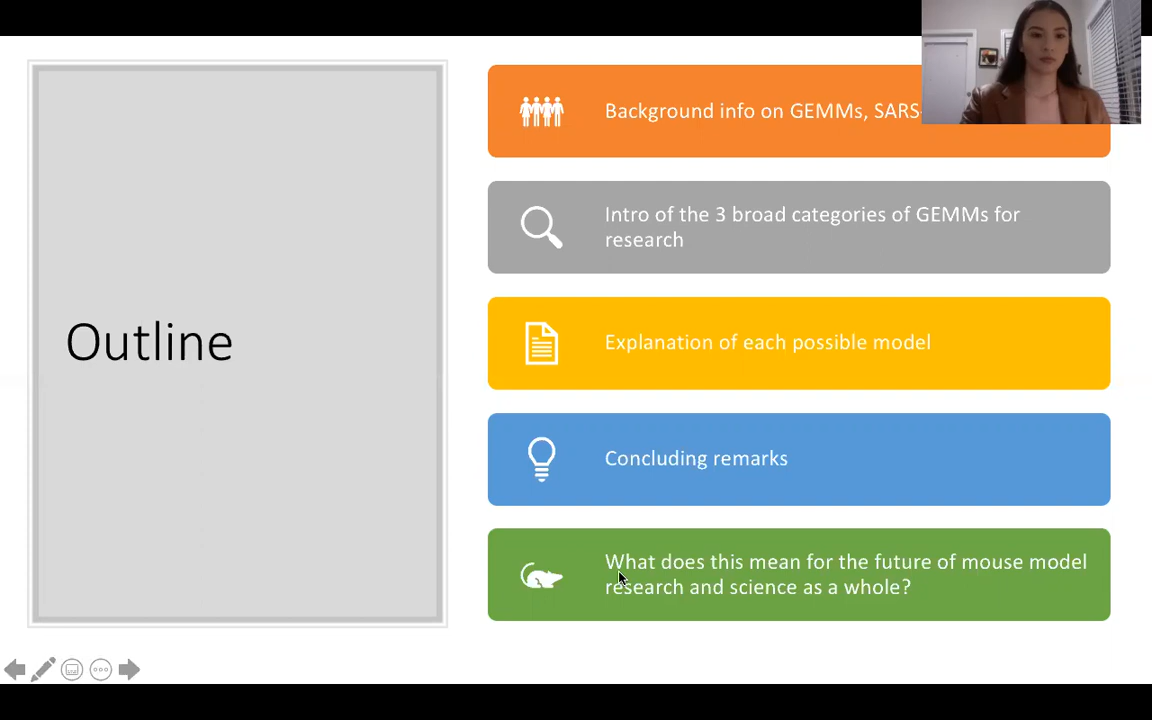 Outline
Background info on GEMMs, SARS-
Intro of the 3 broad categories of GEMMs for
research
Explanation of each possible model
Concluding remarks
What does this mean for the future of mouse model
research and science as a whole?